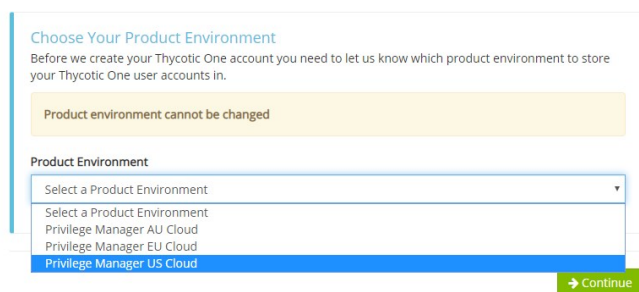 Choose Your Product Environment
Before we create your Thycotic One account you need to let us know which product environment to store
your Thycotic One user accounts in.
Product environment cannot be changed
Product Environment
Select a Product Environment
Select a Product Environment
Privilege Manager AU Cloud
Privilege Manager EU Cloud
Privilege Manager US Cloud
Continue